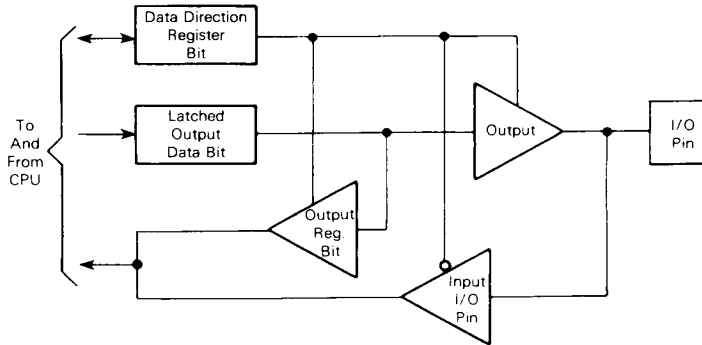 Data Direction
Register
Bit
To
And
From
CPU
Latched
Output
Data Bit
Output
I/O
Pin
Output
Reg.
Bit
Input
I/O
Pin